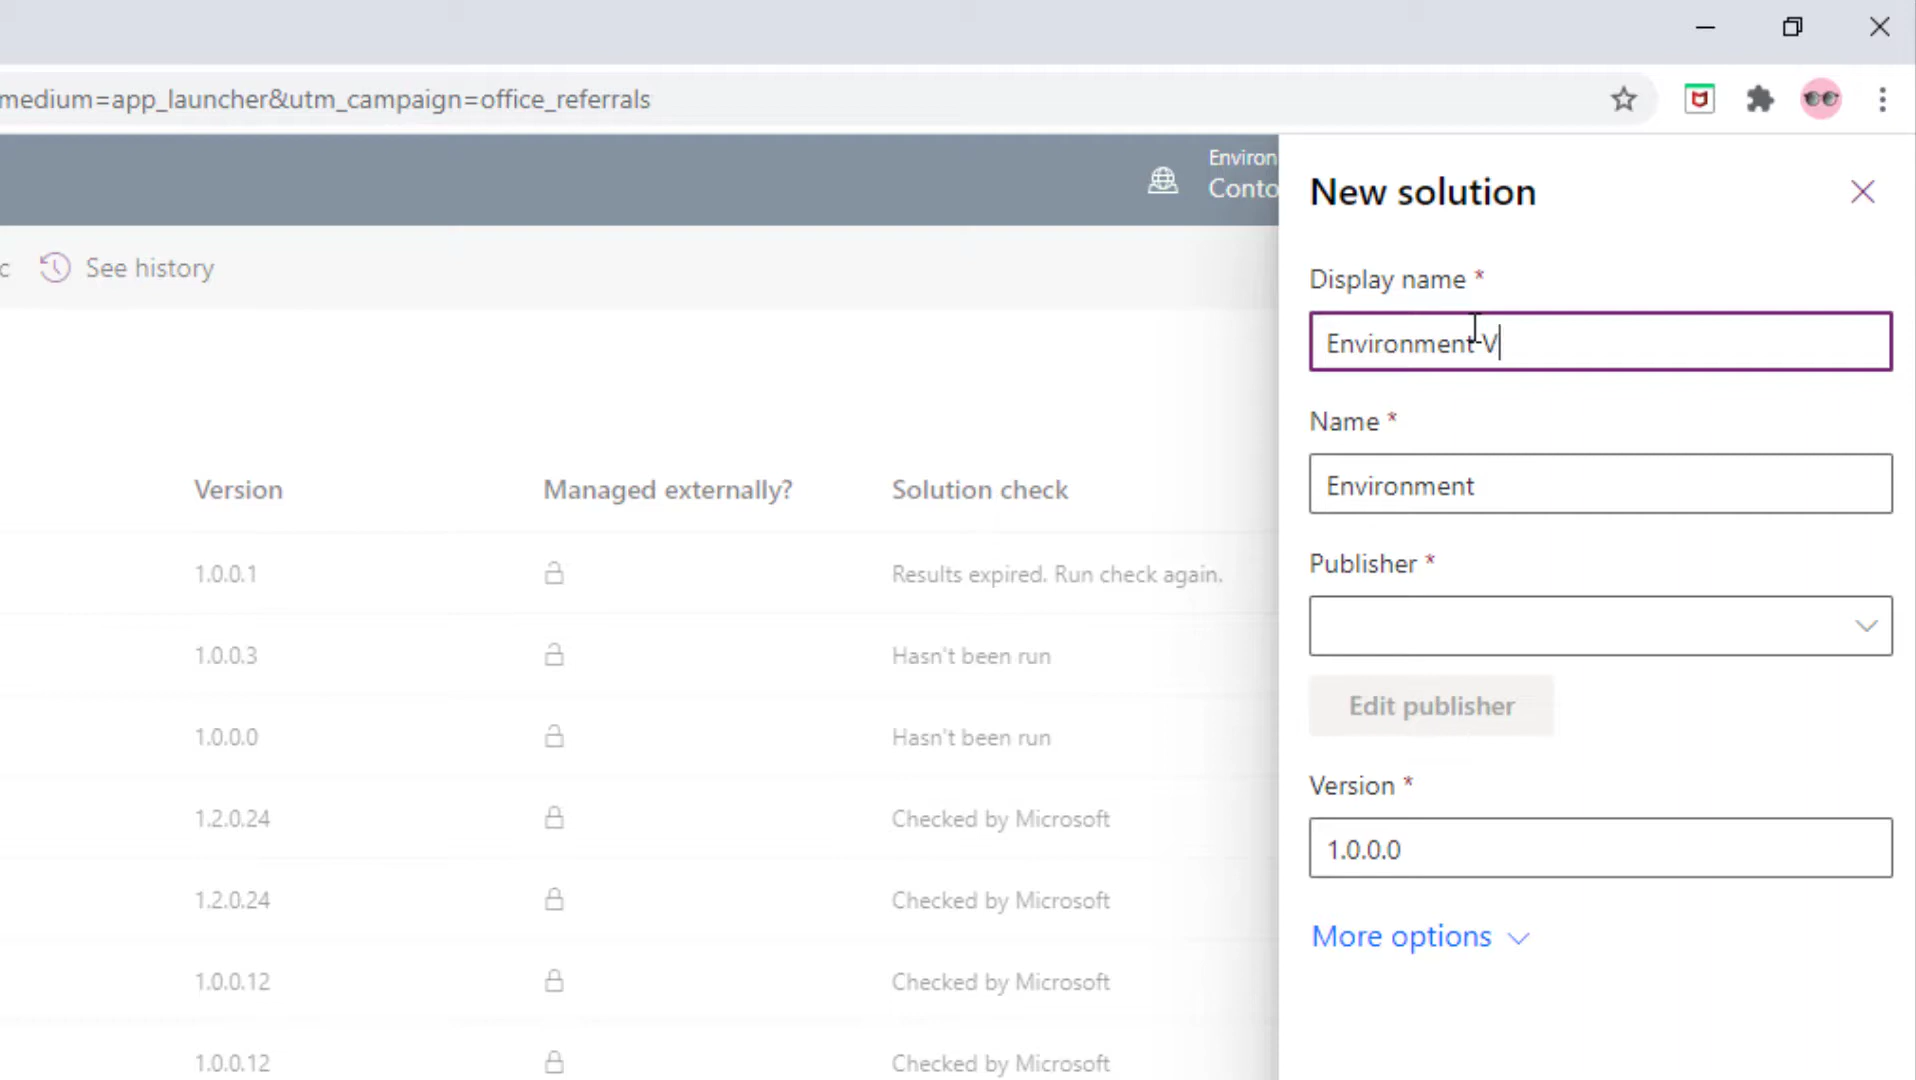 medium=app_launcher&utm_campaign=office_referrals
Environ
Conto
New solution
c See history
Display name *
Environment V
Name *
Environment
Publisher *
Edit publisher
Version *
1.0.0.0
More options
Version Managed externally? Solution check
1.0.0.1 Results expired. Run check again.
1.0.0.3 Hasn't been run
1.0.0.0 Hasn't been run
1.2.0.24 Checked by Microsoft
1.2.0.24 Checked by Microsoft
1.0.0.12 Checked by Microsoft
1.0.0.12 Checked by Microsoft